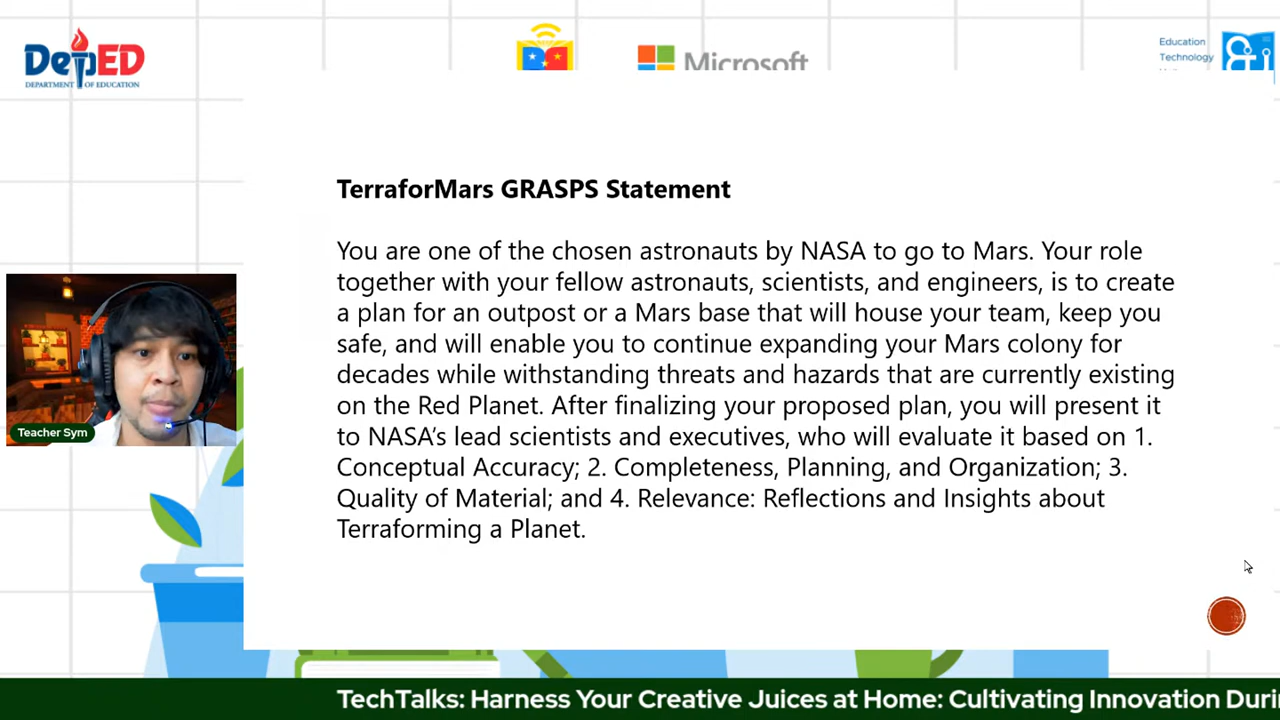 DepED
DEPARTMENT OF EDUCATION
Microsoft
Education
Technology
TerraforMars GRASPS Statement
You are one of the chosen astronauts by NASA to go to Mars. Your role
together with your fellow astronauts, scientists, and engineers, is to create
a plan for an outpost or a Mars base that will house your team, keep you
safe, and will enable you to continue expanding your Mars colony for
decades while withstanding threats and hazards that are currently existing
on the Red Planet. After finalizing your proposed plan, you will present it
to NASA’s lead scientists and executives, who will evaluate it based on 1.
Conceptual Accuracy; 2. Completeness, Planning, and Organization; 3.
Quality of Material; and 4. Relevance: Reflections and Insights about
Terraforming a Planet.
Teacher Sym
TechTalks: Harness Your Creative Juices at Home: Cultivating Innovation Duri